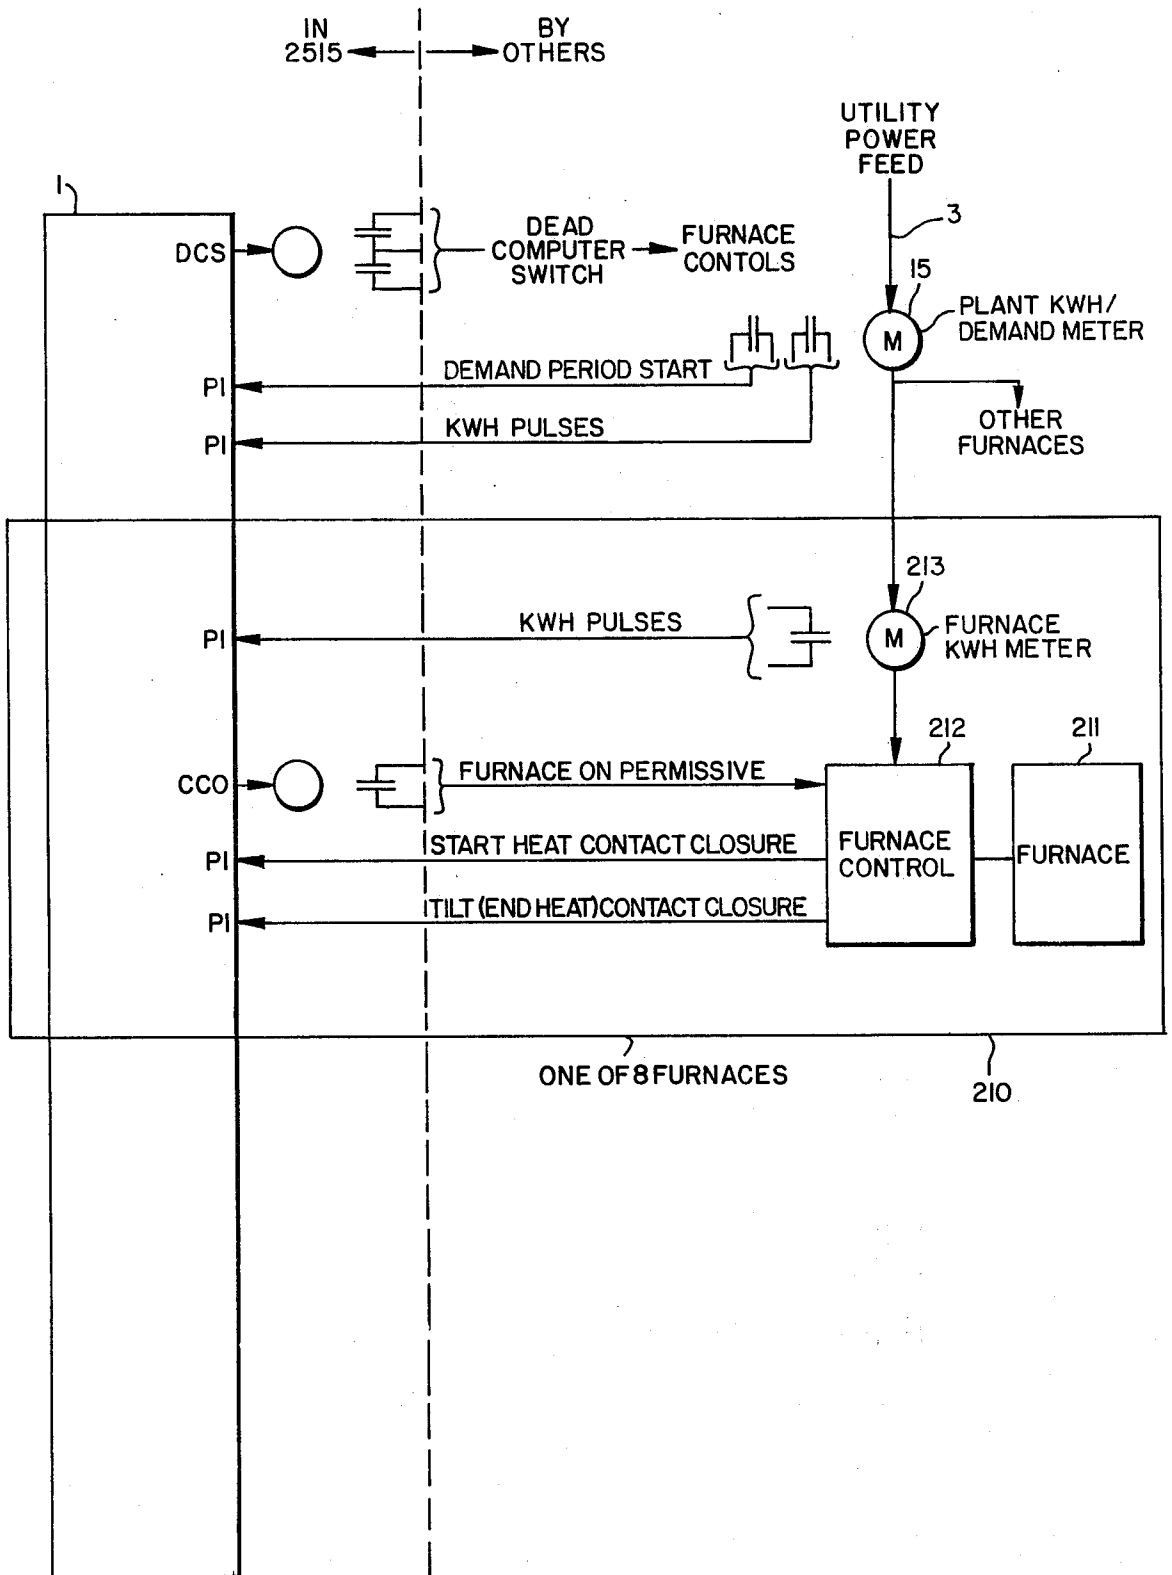 IN
2515
BY
OTHERS
UTILITY
POWER
FEED
1
3
DCS
DEAD
COMPUTER
SWITCH
FURNACE
CONTOLS
15
M
PLANT KWH/
DEMAND METER
PI
DEMAND PERIOD START
PI
KWH PULSES
OTHER
FURNACES
213
PI
KWH PULSES
M
FURNACE
KWH METER
212
211
CCO
FURNACE ON PERMISSIVE
PI
START HEAT CONTACT CLOSURE
FURNACE
CONTROL
FURNACE
PI
TILT (END HEAT) CONTACT CLOSURE
ONE OF 8 FURNACES
210